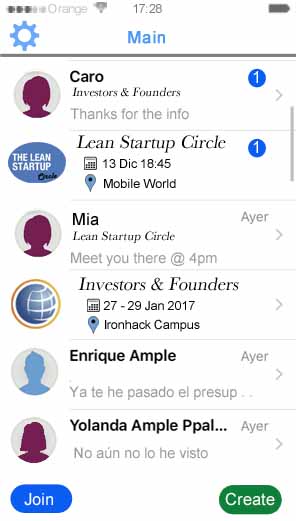 Orange
17:28
Main
Caro
1
Investors & Founders
Thanks for the info
THE LEAN
STARTUP
Circle
Lean Startup Circle
1
13 Dic 18:45
Mobile World
Mia
Ayer
Lean Startup Circle
Meet you there @ 4pm
Investors & Founders
27 - 29 Jan 2017
Ironhack Campus
Enrique Ample
Ayer
Ya te he pasado el presup . .
Yolanda Ample Ppal...
Ayer
No aún no lo he visto
Join
Create